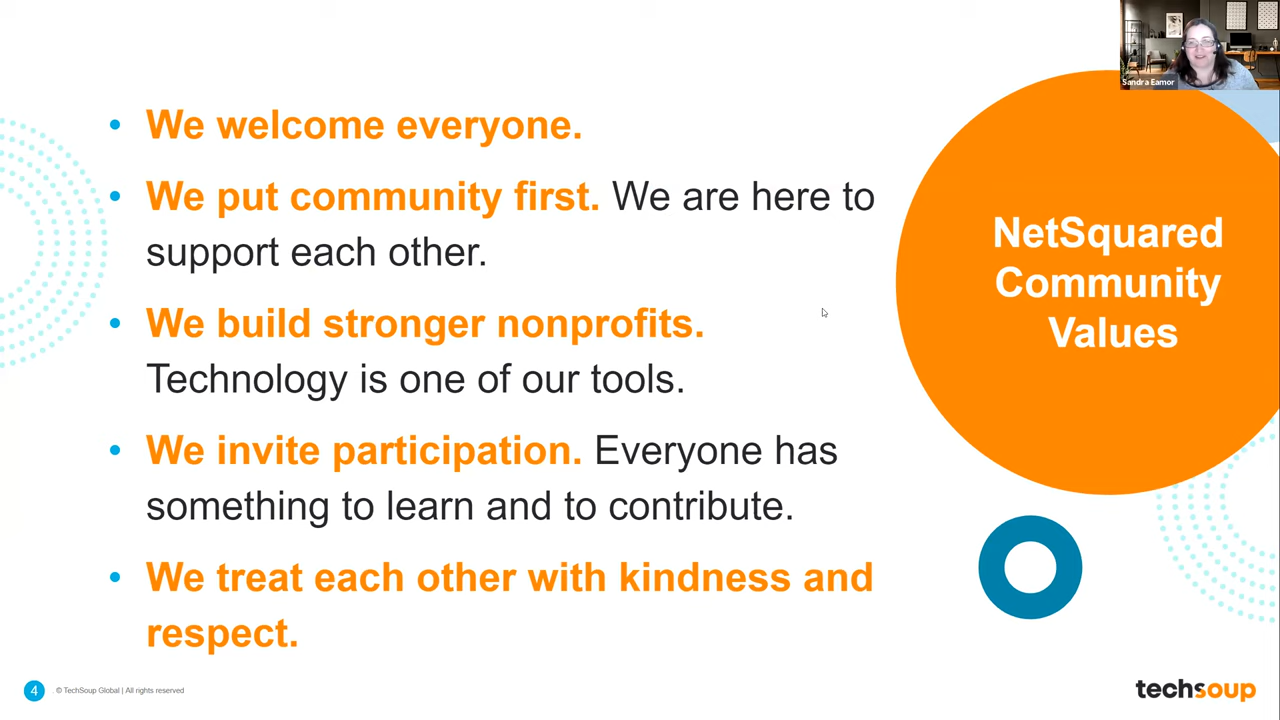 Sandra Eamor
We welcome everyone.
We put community first. We are here to
support each other.
We build stronger nonprofits.
Technology is one of our tools.
We invite participation. Everyone has
something to learn and to contribute.
We treat each other with kindness and
respect.
NetSquared
Community
Values
4
© TechSoup Global | All rights reserved
techsoup